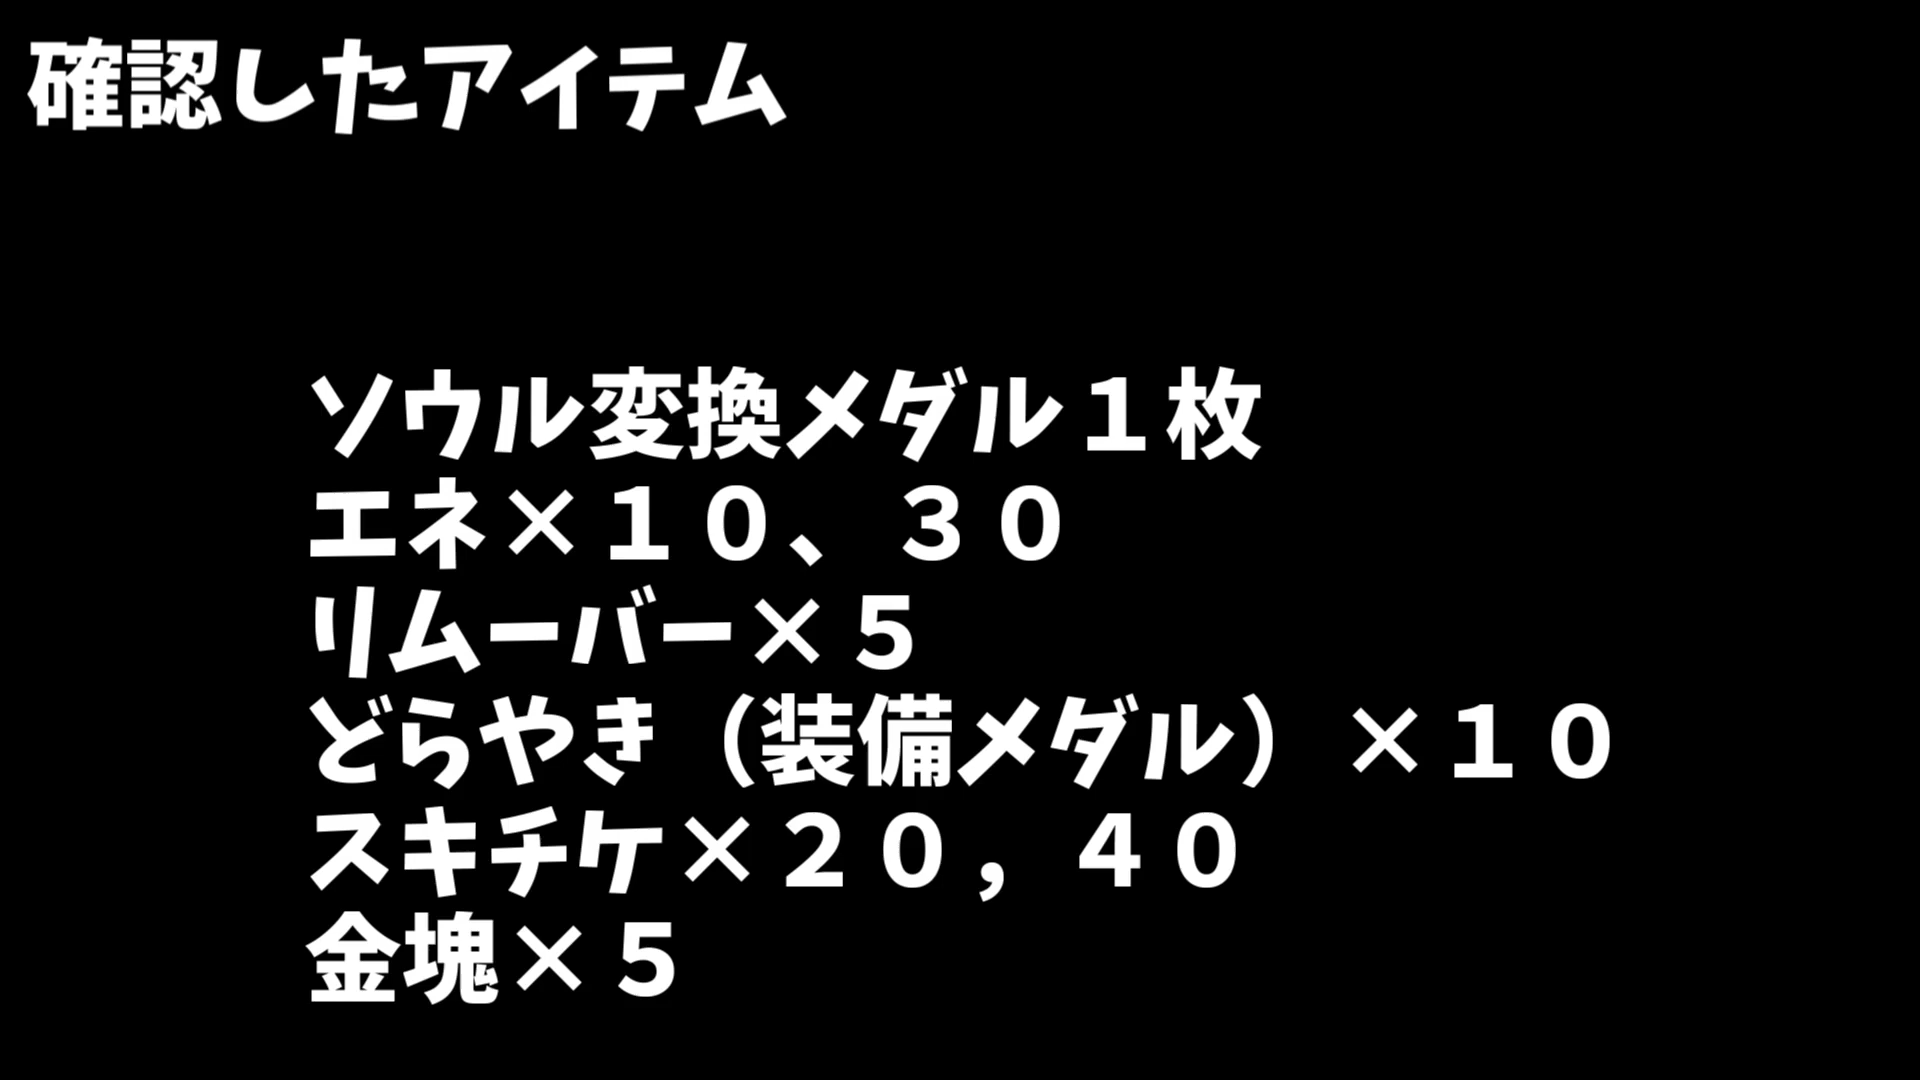 確認したアイテム
ソウル変換メダル１枚
エネ×１０、３０
リムーバー×５
どらやき（装備メダル）×１０
スキチケ×２０，４０
金塊×５